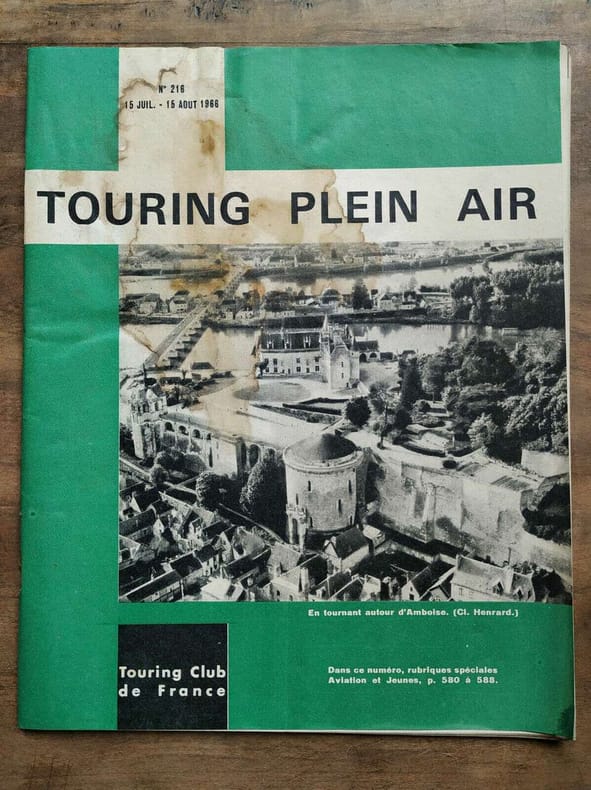 N° 216
15 JUIL. - 15 AOUT 1966
TOURING PLEIN AIR
En tournant autour d'Amboise. (Cl. Henrard.)
Touring Club
de France
Dans ce numéro, rubriques spéciales
Aviation et Jeunes, p. 580 à 588.